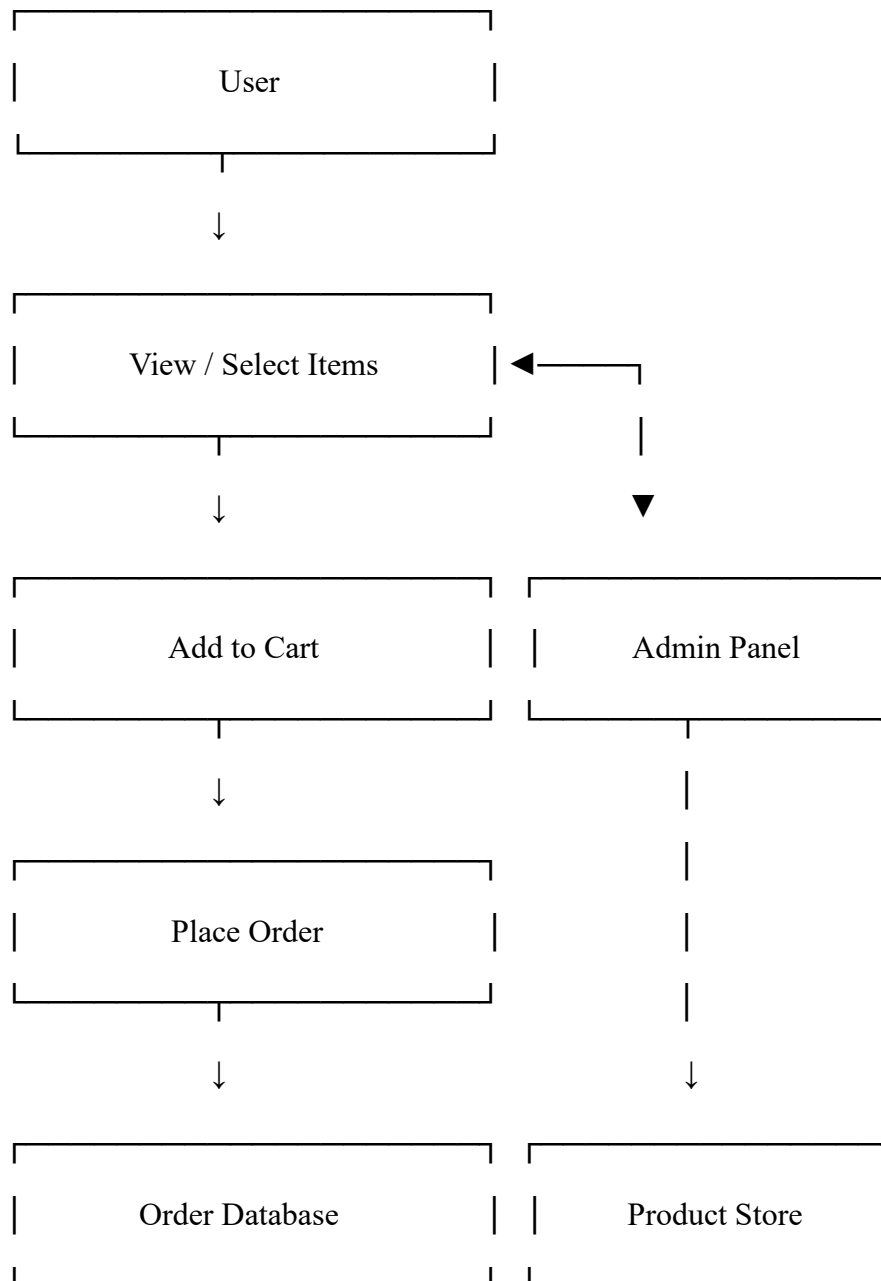 User
View / Select Items
Add to Cart
Admin Panel
Place Order
Order Database
Product Store